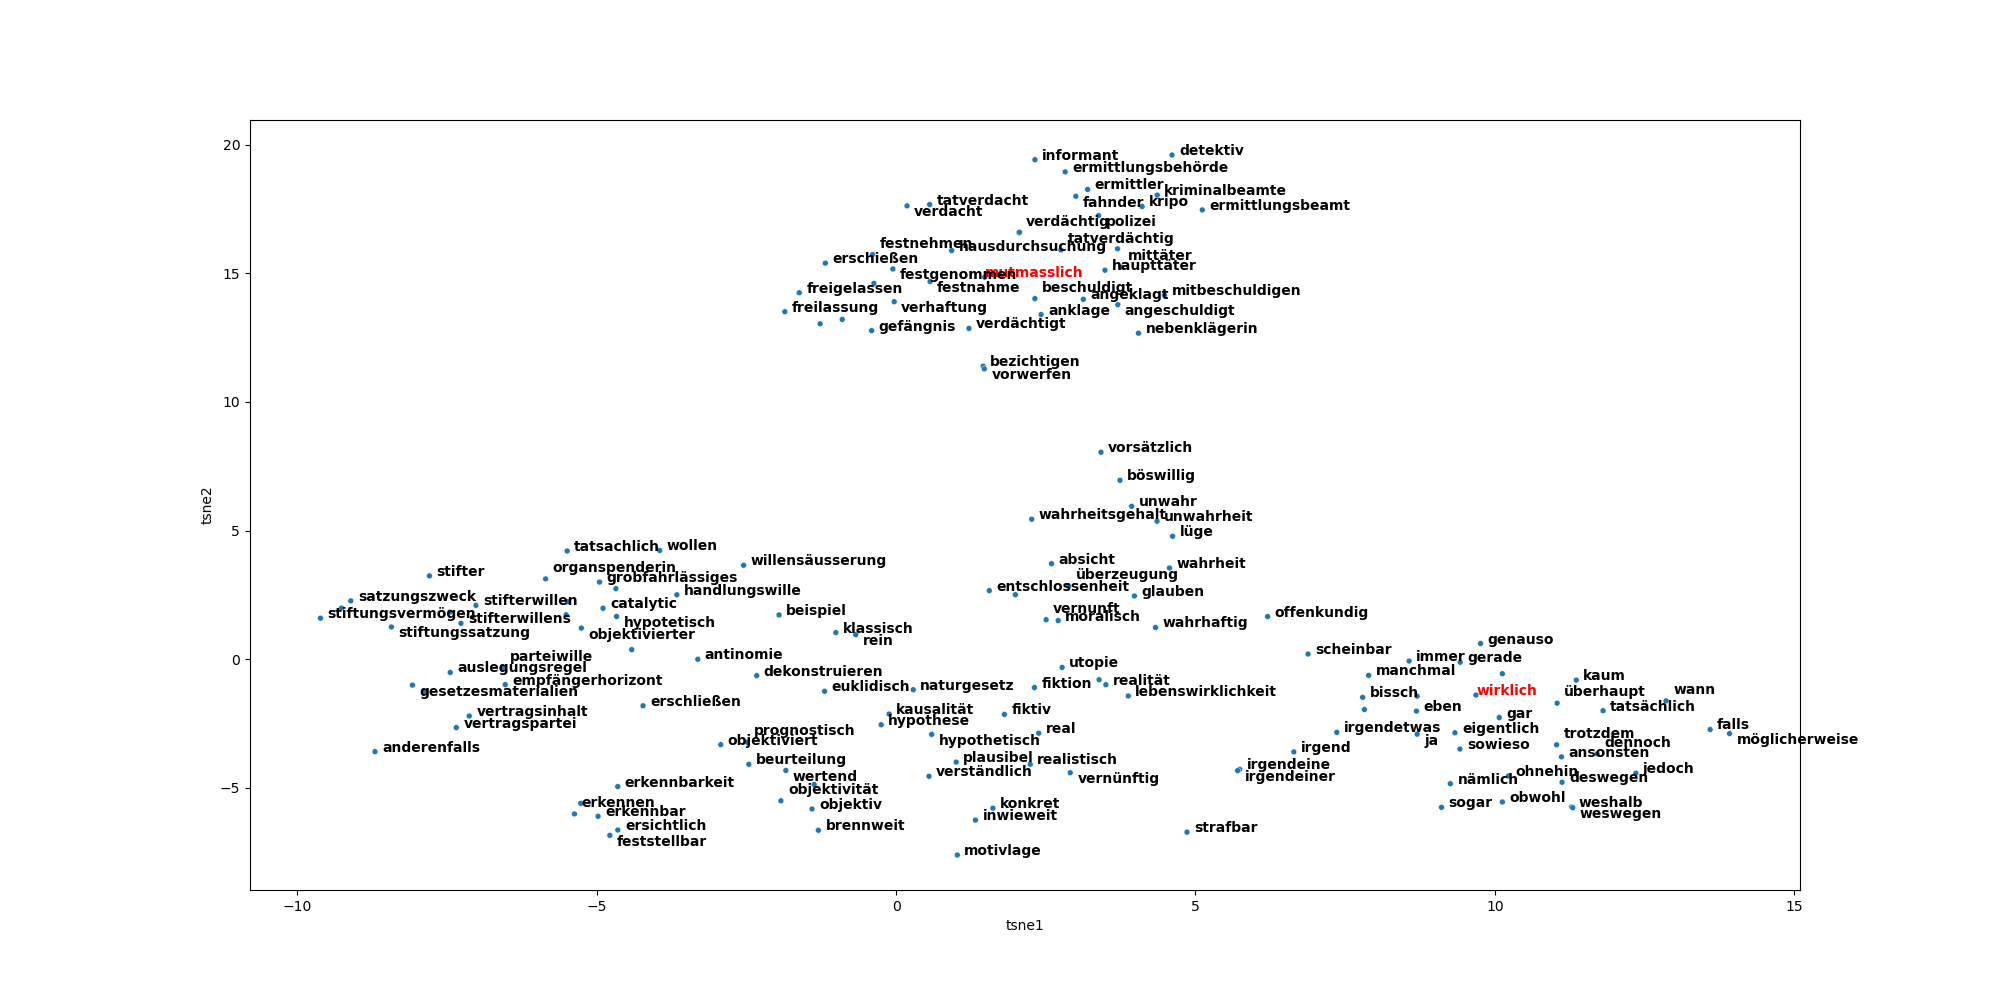 20
15
10
5
0
−5
tsne2
−10
−5
0
5
10
15
tsne1
detektiv
informant
ermittlungsbehörde
ermittler
kriminalbeamte
tatverdacht
fahnder
kripo
ermittlungsbeamt
verdacht
verdächtig
polizei
tatverdächtig
festnehmen
hausdurchsuchung
mittäter
erschießen
haupttäter
festgenommen
mutmasslich
freigelassen
festnahme
beschuldigt
angeklagt
mitbeschuldigen
freilassung
verhaftung
anklage
angeschuldigt
gefängnis
verdächtigt
nebenklägerin
bezichtigen
vorwerfen
vorsätzlich
böswillig
unwahr
wahrheitsgehalt
unwahrheit
lüge
tatsachlich
wollen
willensäusserung
absicht
wahrheit
stifter
organspenderin
grobfahrlässiges
überzeugung
handlungswille
entschlossenheit
glauben
satzungszweck
stifterwillen
catalytic
beispiel
vernunft
offenkundig
stiftungsvermögen
stifterwillens
hypotetisch
moralisch
wahrhaftig
stiftungssatzung
objektivierter
klassisch
rein
genauso
parteiwille
antinomie
scheinbar
immer
gerade
auslegungsregel
dekonstruieren
utopie
manchmal
kaum
empfängerhorizont
euklidisch
naturgesetz
fiktion
realität
gesetzesmaterialien
lebenswirklichkeit
bissch
wirklich
überhaupt
wann
erschließen
vertragsinhalt
kausalität
fiktiv
eben
gar
tatsächlich
vertragspartei
hypothese
prognostisch
real
irgendetwas
eigentlich
trotzdem
falls
objektiviert
hypothetisch
ja
sowieso
dennoch
möglicherweise
anderenfalls
irgend
ansonsten
beurteilung
plausibel
realistisch
irgendeine
wertend
verständlich
vernünftig
irgendeiner
nämlich
ohnehin
deswegen
jedoch
erkennbarkeit
objektivität
erkennen
objektiv
konkret
sogar
obwohl
weshalb
erkennbar
inwieweit
weswegen
ersichtlich
brennweit
strafbar
feststellbar
motivlage